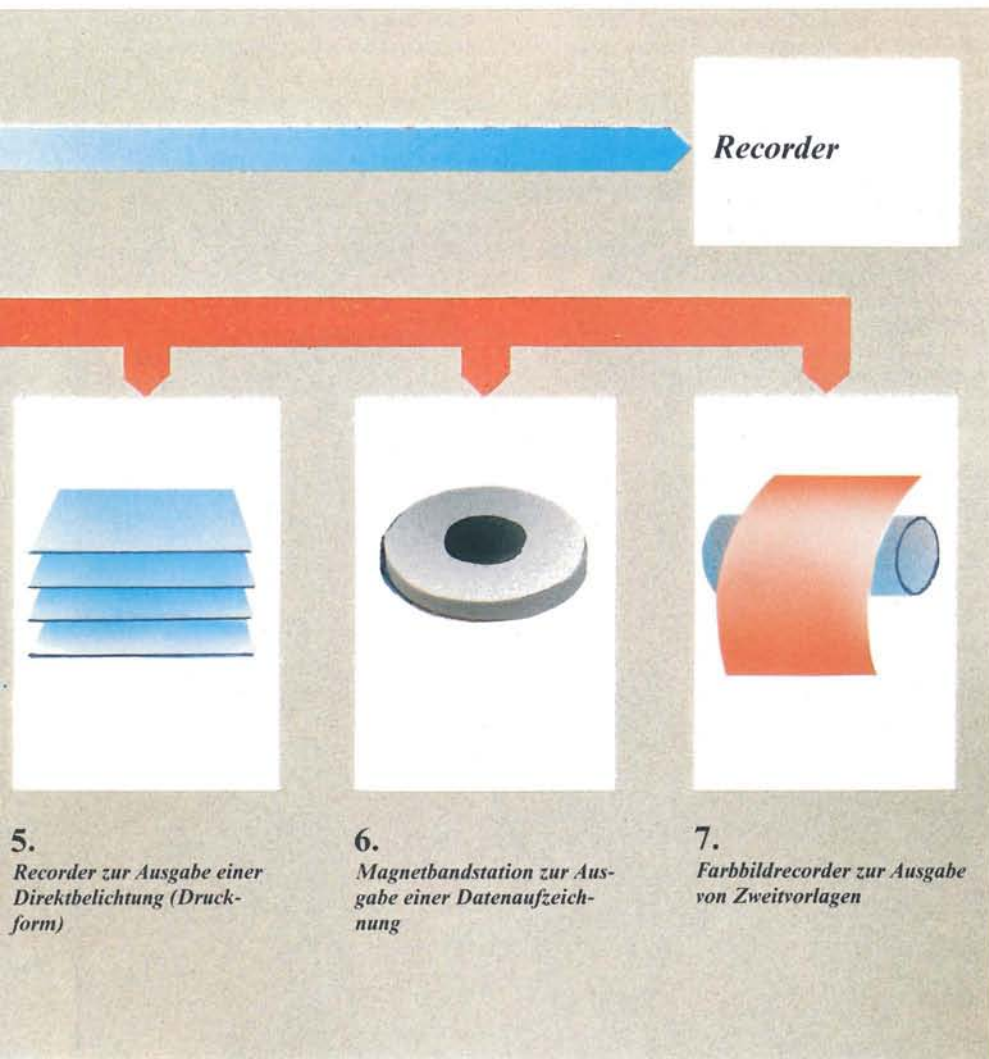 Recorder
5.
Recorder zur Ausgabe einer
Direktbelichtung (Druck-
form)
6.
Magnetbandstation zur Aus-
gabe einer Datenaufzeich-
nung
7.
Farbbildrecorder zur Ausgabe
von Zweitvorlagen